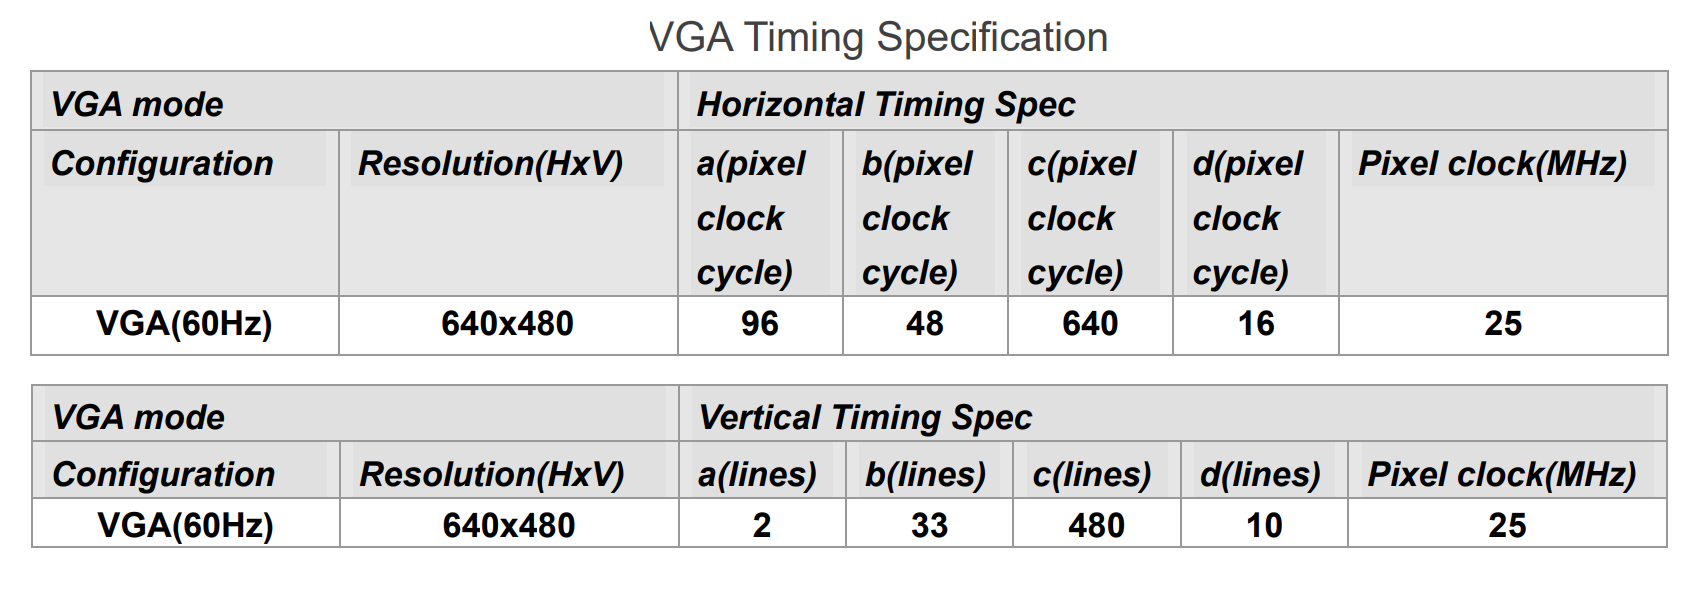 VGA Timing Specification
VGA mode
Horizontal Timing Spec
Configuration
Resolution(HxV)
a(pixel
clock
cycle)
b(pixel
clock
cycle)
c(pixel
clock
cycle)
d(pixel
clock
cycle)
Pixel clock(MHz)
VGA(60Hz)
640x480
96
48
640
16
25
VGA mode
Vertical Timing Spec
Configuration
Resolution(HxV)
a(lines)
b(lines)
c(lines)
d(lines)
Pixel clock(MHz)
VGA(60Hz)
640x480
2
33
480
10
25